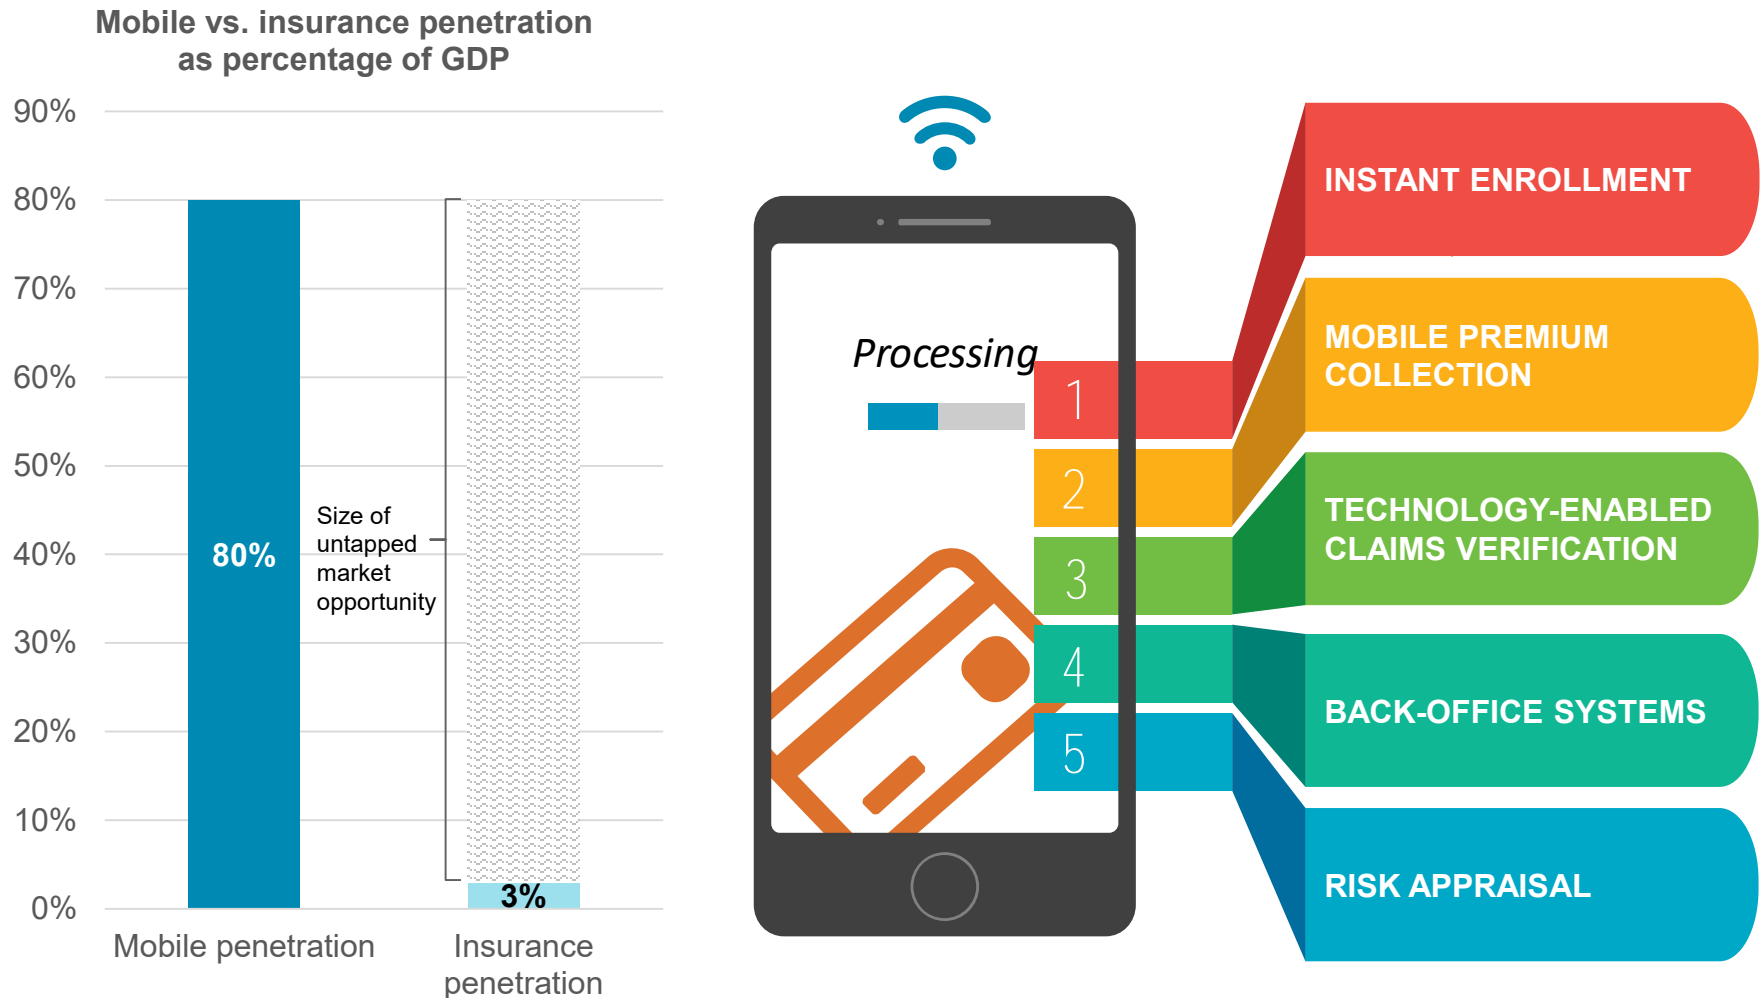 Mobile vs. insurance penetration
as percentage of GDP
90%
80%
70%
60%
50%
40%
30%
20%
10%
0%
80%
Size of
untapped
market
opportunity
3%
Mobile penetration
Insurance
penetration
Processing
1
2
3
4
5
INSTANT ENROLLMENT
MOBILE PREMIUM
COLLECTION
TECHNOLOGY-ENABLED
CLAIMS VERIFICATION
BACK-OFFICE SYSTEMS
RISK APPRAISAL